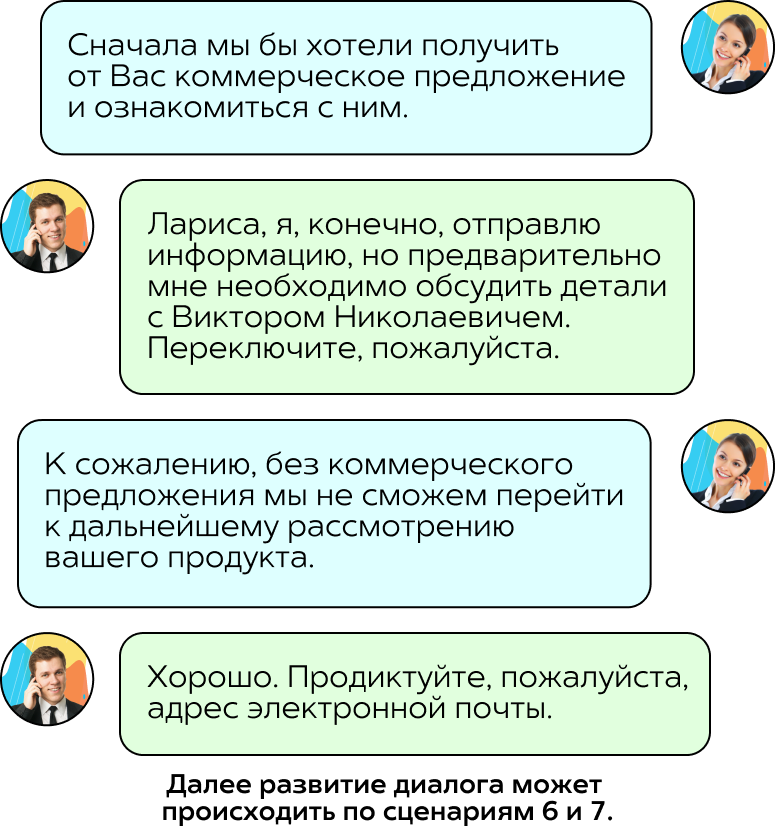 Сначала мы бы хотели получить
от Вас коммерческое предложение
и ознакомиться с ним.
Лариса, я, конечно, отправлю
информацию, но предварительно
мне необходимо обсудить детали
с Виктором Николаевичем.
Переключите, пожалуйста.
К сожалению, без коммерческого
предложения мы не сможем перейти
к дальнейшему рассмотрению
вашего продукта.
Хорошо. Продиктуйте, пожалуйста,
адрес электронной почты.
Далее развитие диалога может
происходить по сценариям 6 и 7.